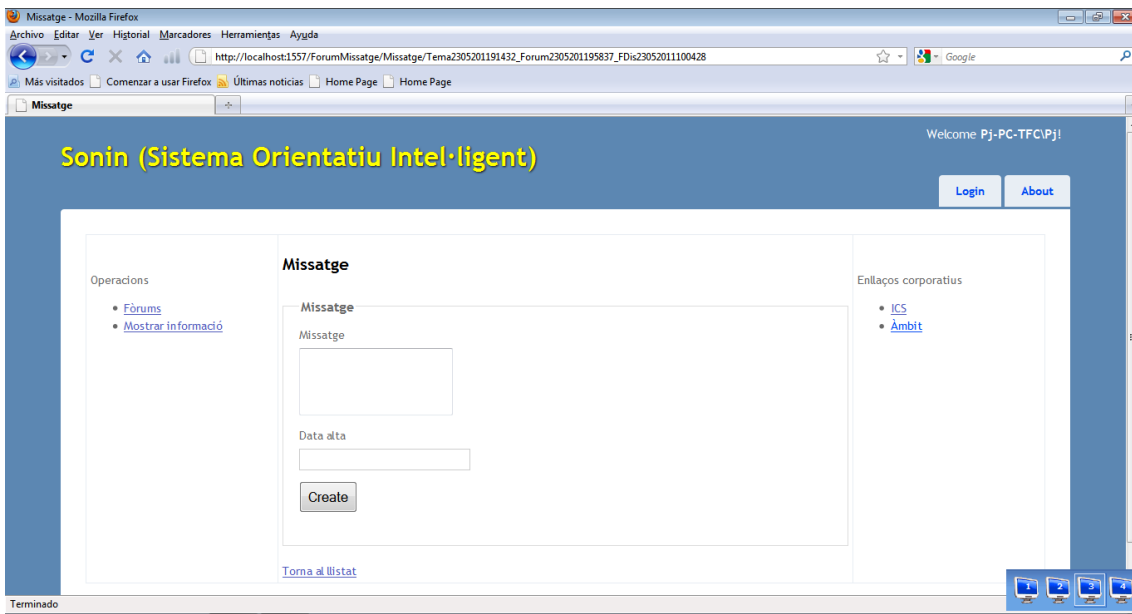 Missatge - Mozilla Firefox
Archivo Editar Ver Historial Marcadores Herramientas Ayuda
http://localhost:1557/ForumMissatge/Missatge/Tema2305201191432_Forum2305201195837_FDis23052011100428
Google
Más visitados Comenzar a usar Firefox Últimas noticias Home Page Home Page
Missatge
Welcome Pj-PC-TFC\Pj!
Sonin (Sistema Orientatiu Intel·ligent)
Login About
Operacions
Fòrums
Mostrar informació
Missatge
Missatge
Missatge
Data alta
Create
Torna al llistat
Enllaços corporatius
ICS
Àmbit
1 2 3 4
Terminado